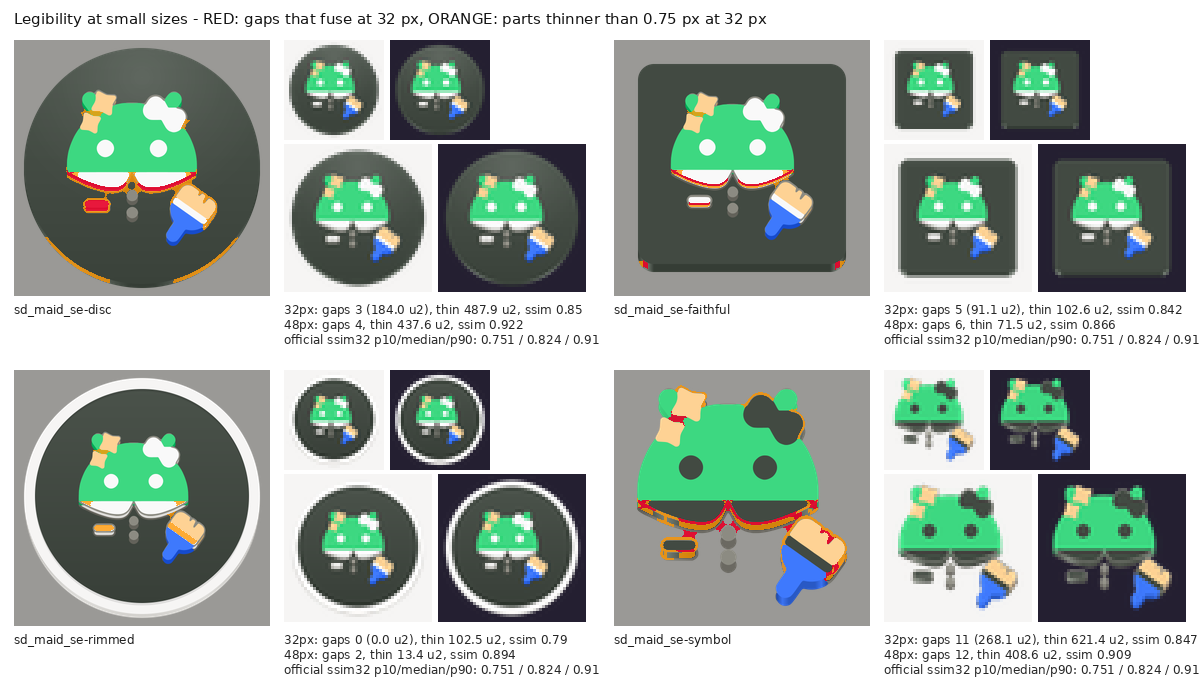 Legibility at small sizes - RED: gaps that fuse at 32 px, ORANGE: parts thinner than 0.75 px at 32 px
sd_maid_se-disc
32px: gaps 3 (184.0 u2), thin 487.9 u2, ssim 0.85
48px: gaps 4, thin 437.6 u2, ssim 0.922
official ssim32 p10/median/p90: 0.751 / 0.824 / 0.91
sd_maid_se-faithful
32px: gaps 5 (91.1 u2), thin 102.6 u2, ssim 0.842
48px: gaps 6, thin 71.5 u2, ssim 0.866
official ssim32 p10/median/p90: 0.751 / 0.824 / 0.91
sd_maid_se-rimmed
32px: gaps 0 (0.0 u2), thin 102.5 u2, ssim 0.79
48px: gaps 2, thin 13.4 u2, ssim 0.894
official ssim32 p10/median/p90: 0.751 / 0.824 / 0.91
sd_maid_se-symbol
32px: gaps 11 (268.1 u2), thin 621.4 u2, ssim 0.847
48px: gaps 12, thin 408.6 u2, ssim 0.909
official ssim32 p10/median/p90: 0.751 / 0.824 / 0.91